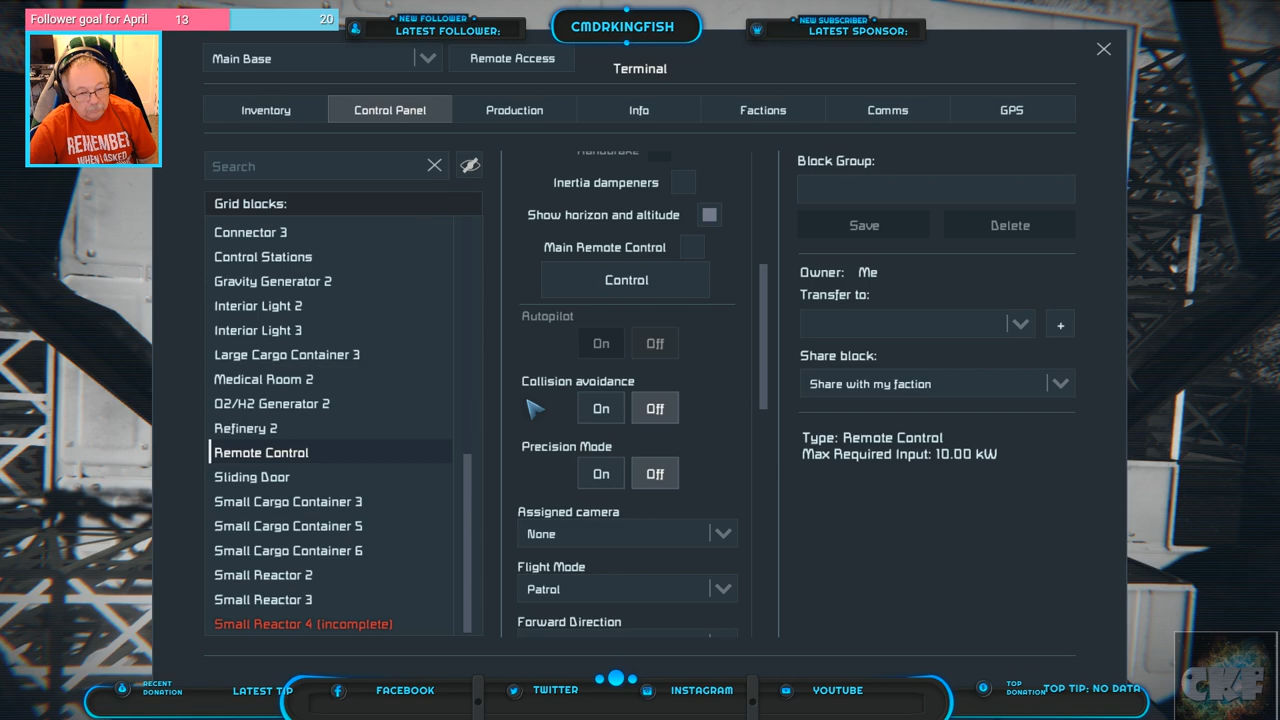 Follower goal for April 13 20
NEW FOLLOWER
LATEST FOLLOWER:
CMDRKINGFISH
NEW SUBSCRIBER
LATEST SPONSOR:
REMEMBER
WHEN I ASKED
Main Base
Remote Access
Terminal
Inventory
Control Panel
Production
Info
Factions
Comms
GPS
Search
Grid blocks:
Connector 3
Control Stations
Gravity Generator 2
Interior Light 2
Interior Light 3
Large Cargo Container 3
Medical Room 2
O2/H2 Generator 2
Refinery 2
Remote Control
Sliding Door
Small Cargo Container 3
Small Cargo Container 5
Small Cargo Container 6
Small Reactor 2
Small Reactor 3
Small Reactor 4 (incomplete)
Handbrake
Inertia dampeners
Show horizon and altitude
Main Remote Control
Control
Autopilot
On Off
Collision avoidance
On Off
Precision Mode
On Off
Assigned camera
None
Flight Mode
Patrol
Forward Direction
Block Group:
Save Delete
Owner: Me
Transfer to:
+
Share block:
Share with my faction
Type: Remote Control
Max Required Input: 10.00 kW
RECENT
DONATION
LATEST TIP
FACEBOOK
TWITTER
INSTAGRAM
YOUTUBE
TOP
DONATION
TOP TIP: NO DATA
CKF